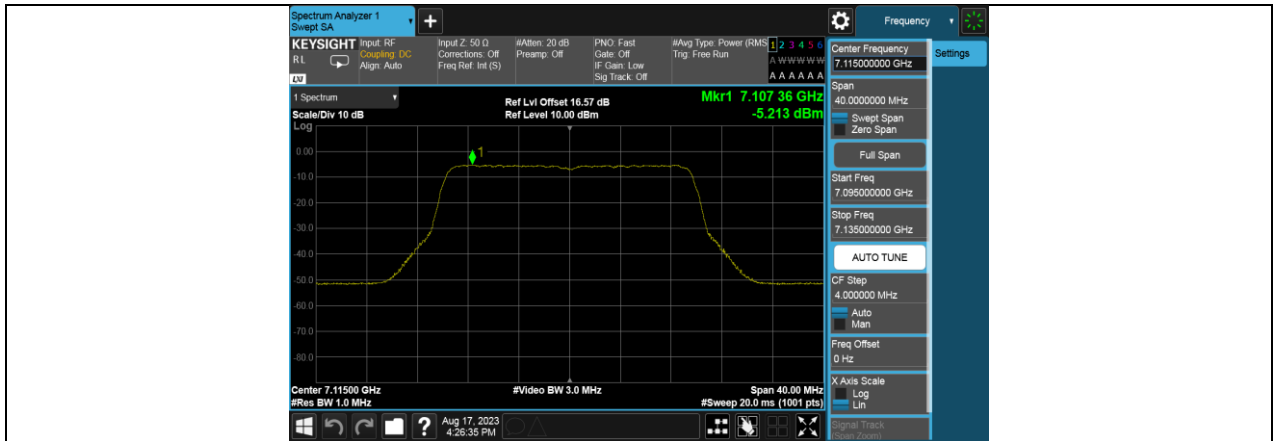 Spectrum Analyzer 1
Swept SA
+
Frequency
KEYSIGHT
RL
LXI
Input: RF
Coupling: DC
Align: Auto
Input Z: 50 Ω
Corrections: Off
Freq Ref: Int (S)
#Atten: 20 dB
Preamp: Off
PNO: Fast
Gate: Off
IF Gain: Low
Sig Track: Off
#Avg Type: Power (RMS
Trig: Free Run
1 2 3 4 5 6
A W W W W W
A A A A A A
1 Spectrum
Scale/Div 10 dB
Log
Ref Lvl Offset 16.57 dB
Ref Level 10.00 dBm
Mkr1 7.107 36 GHz
-5.213 dBm
1
0.00
-10.0
-20.0
-30.0
-40.0
-50.0
-60.0
-70.0
-80.0
Center 7.11500 GHz
#Res BW 1.0 MHz
#Video BW 3.0 MHz
Span 40.00 MHz
#Sweep 20.0 ms (1001 pts)
?
Aug 17, 2023
4:26:35 PM
Center Frequency
7.115000000 GHz
Span
40.0000000 MHz
Swept Span
Zero Span
Full Span
Start Freq
7.095000000 GHz
Stop Freq
7.135000000 GHz
AUTO TUNE
CF Step
4.000000 MHz
Auto
Man
Freq Offset
0 Hz
X Axis Scale
Log
Lin
Signal Track
(Span Zoom)
Settings